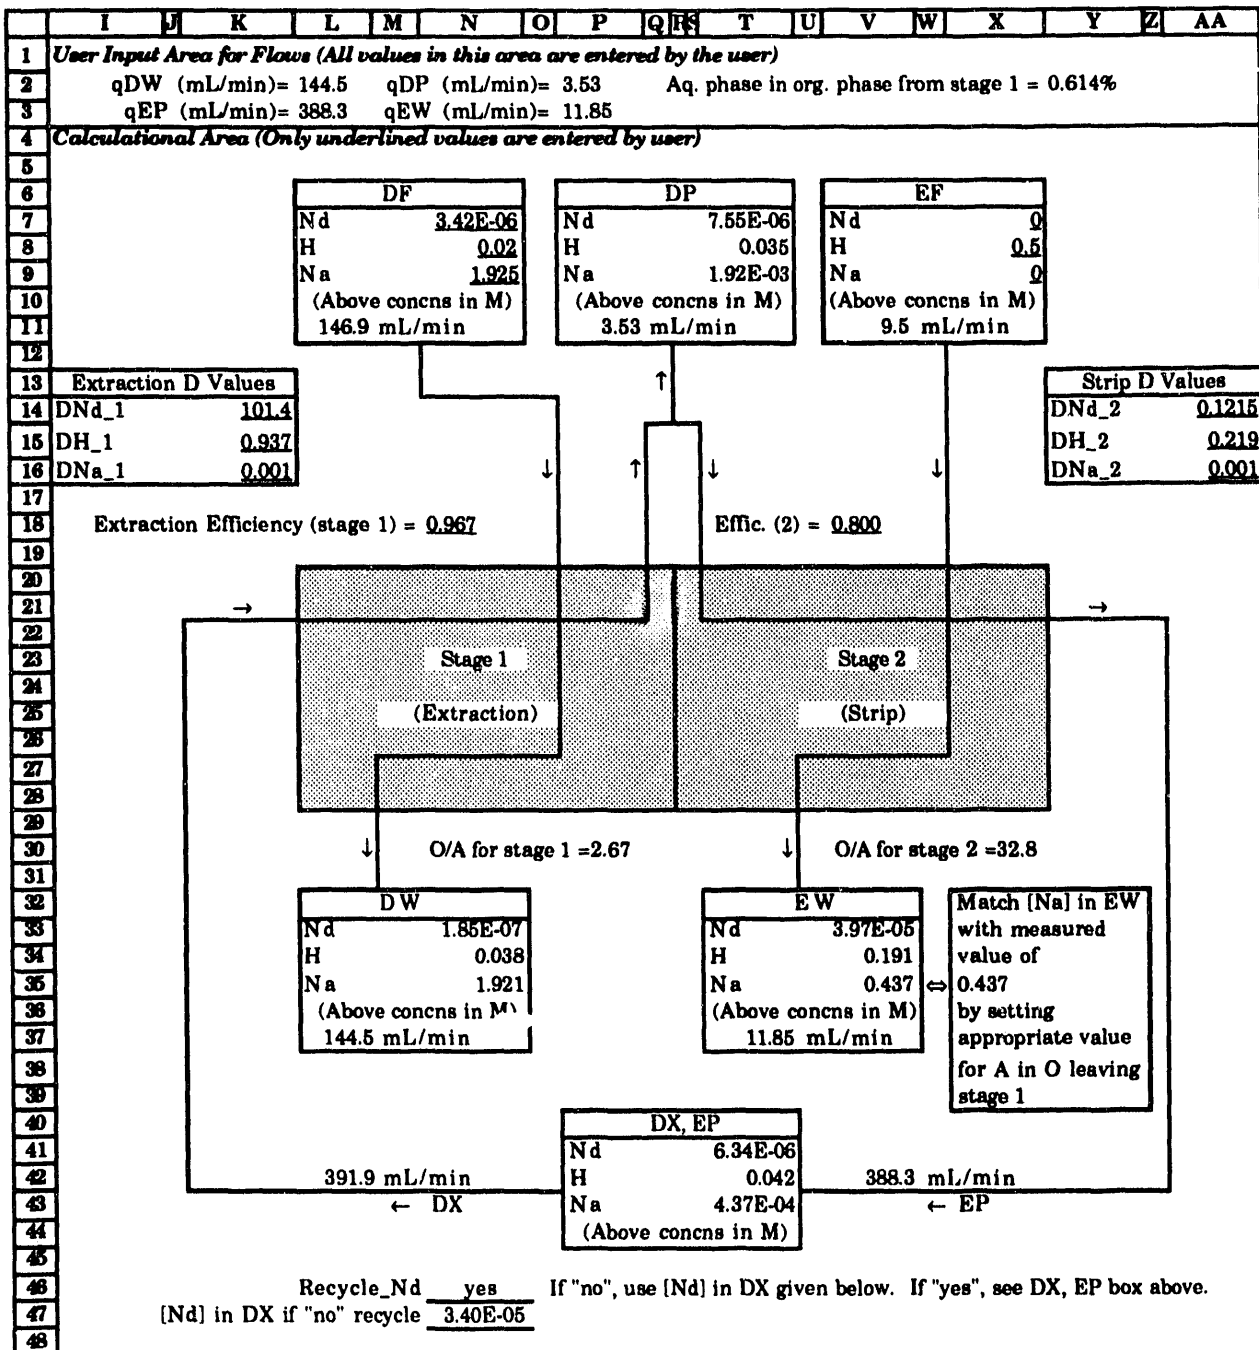 I J K L M N O P Q R S T U V W X Y Z AA
1 User Input Area for Flows (All values in this area are entered by the user)
2 qDW (mL/min)= 144.5 qDP (mL/min)= 3.53 Aq. phase in org. phase from stage 1 = 0.614%
3 qEP (mL/min)= 388.3 qEW (mL/min)= 11.85
4 Calculational Area (Only underlined values are entered by user)
5
6 DF DP EF
7 Nd 3.42E-06 Nd 7.55E-06 Nd 0
8 H 0.02 H 0.035 H 0.5
9 Na 1.925 Na 1.92E-03 Na 0
10 (Above concns in M) (Above concns in M) (Above concns in M)
11 146.9 mL/min 3.53 mL/min 9.5 mL/min
12
13 Extraction D Values ↑ Strip D Values
14 DNd_1 101.4 DNd_2 0.1215
15 DH_1 0.937 DH_2 0.219
16 DNa_1 0.001 ↓ ↑ ↓ ↓ DNa_2 0.001
17
18 Extraction Efficiency (stage 1) = 0.967 Effic. (2) = 0.800
19
20
21 → →
22
23 Stage 1 Stage 2
24
25 (Extraction) (Strip)
26
27
28
29
30 ↓ O/A for stage 1 =2.67 ↓ O/A for stage 2 =32.8
31
32 DW EW Match [Na] in EW
33 Nd 1.85E-07 Nd 3.97E-05 with measured
34 H 0.038 H 0.191 value of
35 Na 1.921 Na 0.437 ⇔ 0.437
36 (Above concns in M) (Above concns in M) by setting
37 144.5 mL/min 11.85 mL/min appropriate value
38 for A in O leaving
39 stage 1
40 DX, EP
41 Nd 6.34E-06
42 391.9 mL/min H 0.042 388.3 mL/min
43 ← DX Na 4.37E-04 ← EP
44 (Above concns in M)
45
46 Recycle_Nd yes If "no", use [Nd] in DX given below. If "yes", see DX, EP box above.
47 [Nd] in DX if "no" recycle 3.40E-05
48